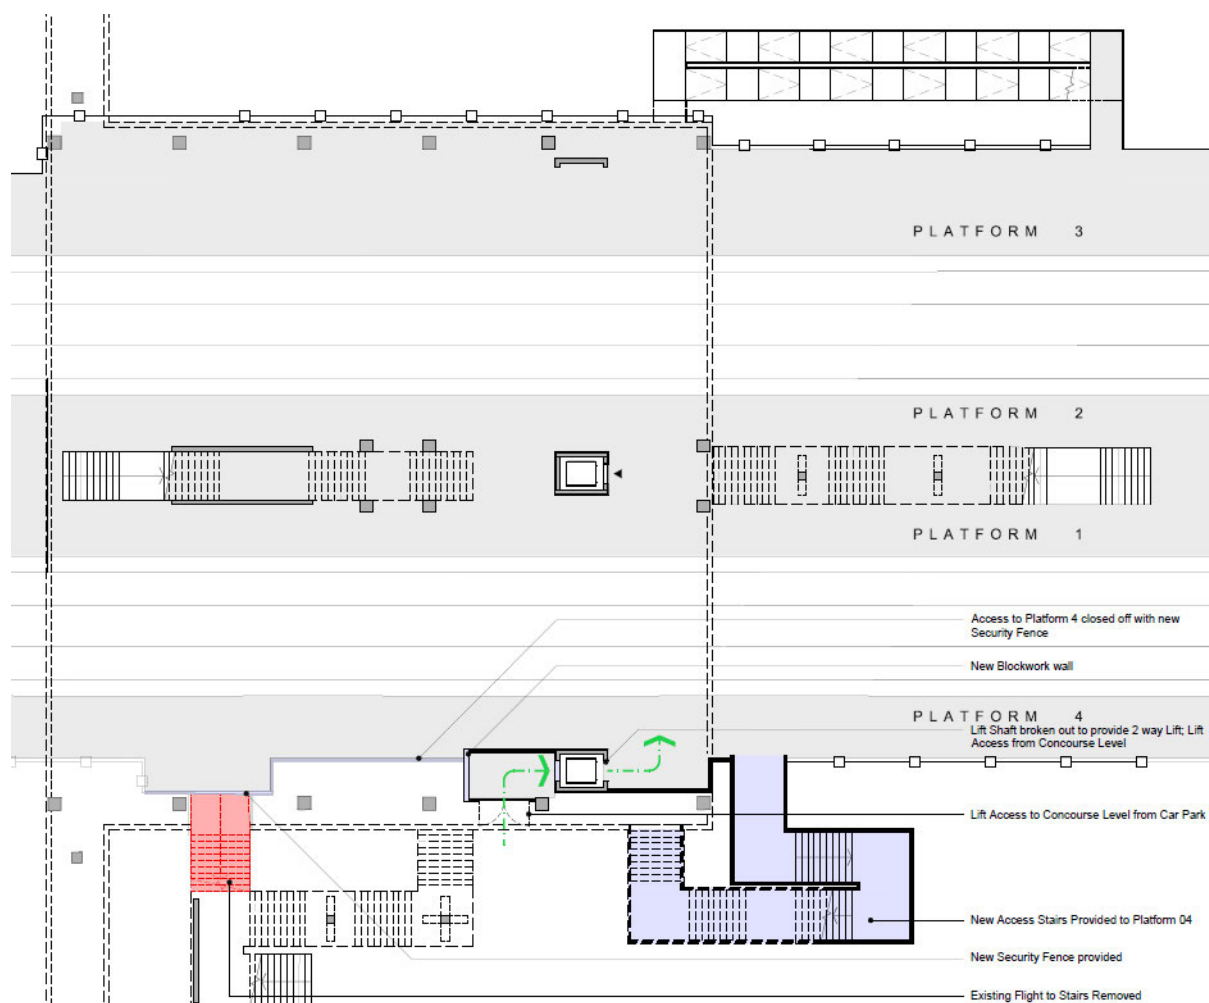 PLATFORM 3
PLATFORM 2
PLATFORM 1
Access to Platform 4 closed off with new
Security Fence
New Blockwork wall
PLATFORM 4
Lift Shaft broken out to provide 2 way Lift; Lift
Access from Concourse Level
Lift Access to Concourse Level from Car Park
New Access Stairs Provided to Platform 04
New Security Fence provided
Existing Flight to Stairs Removed